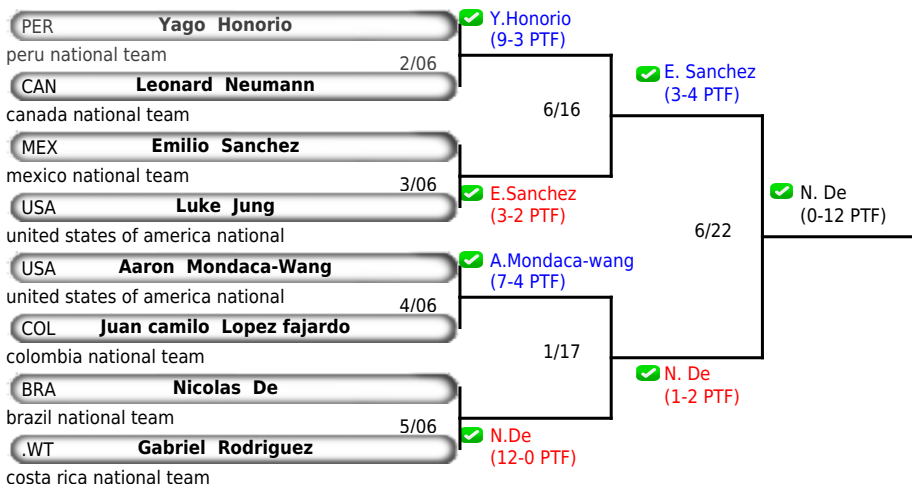 PER Yago Honorio
peru national team
2/06
CAN Leonard Neumann
canada national team
MEX Emilio Sanchez
mexico national team
3/06
USA Luke Jung
united states of america national
USA Aaron Mondaca-Wang
united states of america national
4/06
COL Juan camilo Lopez fajardo
colombia national team
BRA Nicolas De
brazil national team
5/06
.WT Gabriel Rodriguez
costa rica national team
Y.Honorio
(9-3 PTF)
6/16
E.Sanchez
(3-2 PTF)
A.Mondaca-wang
(7-4 PTF)
1/17
N.De
(12-0 PTF)
E. Sanchez
(3-4 PTF)
6/22
N. De
(1-2 PTF)
N. De
(0-12 PTF)